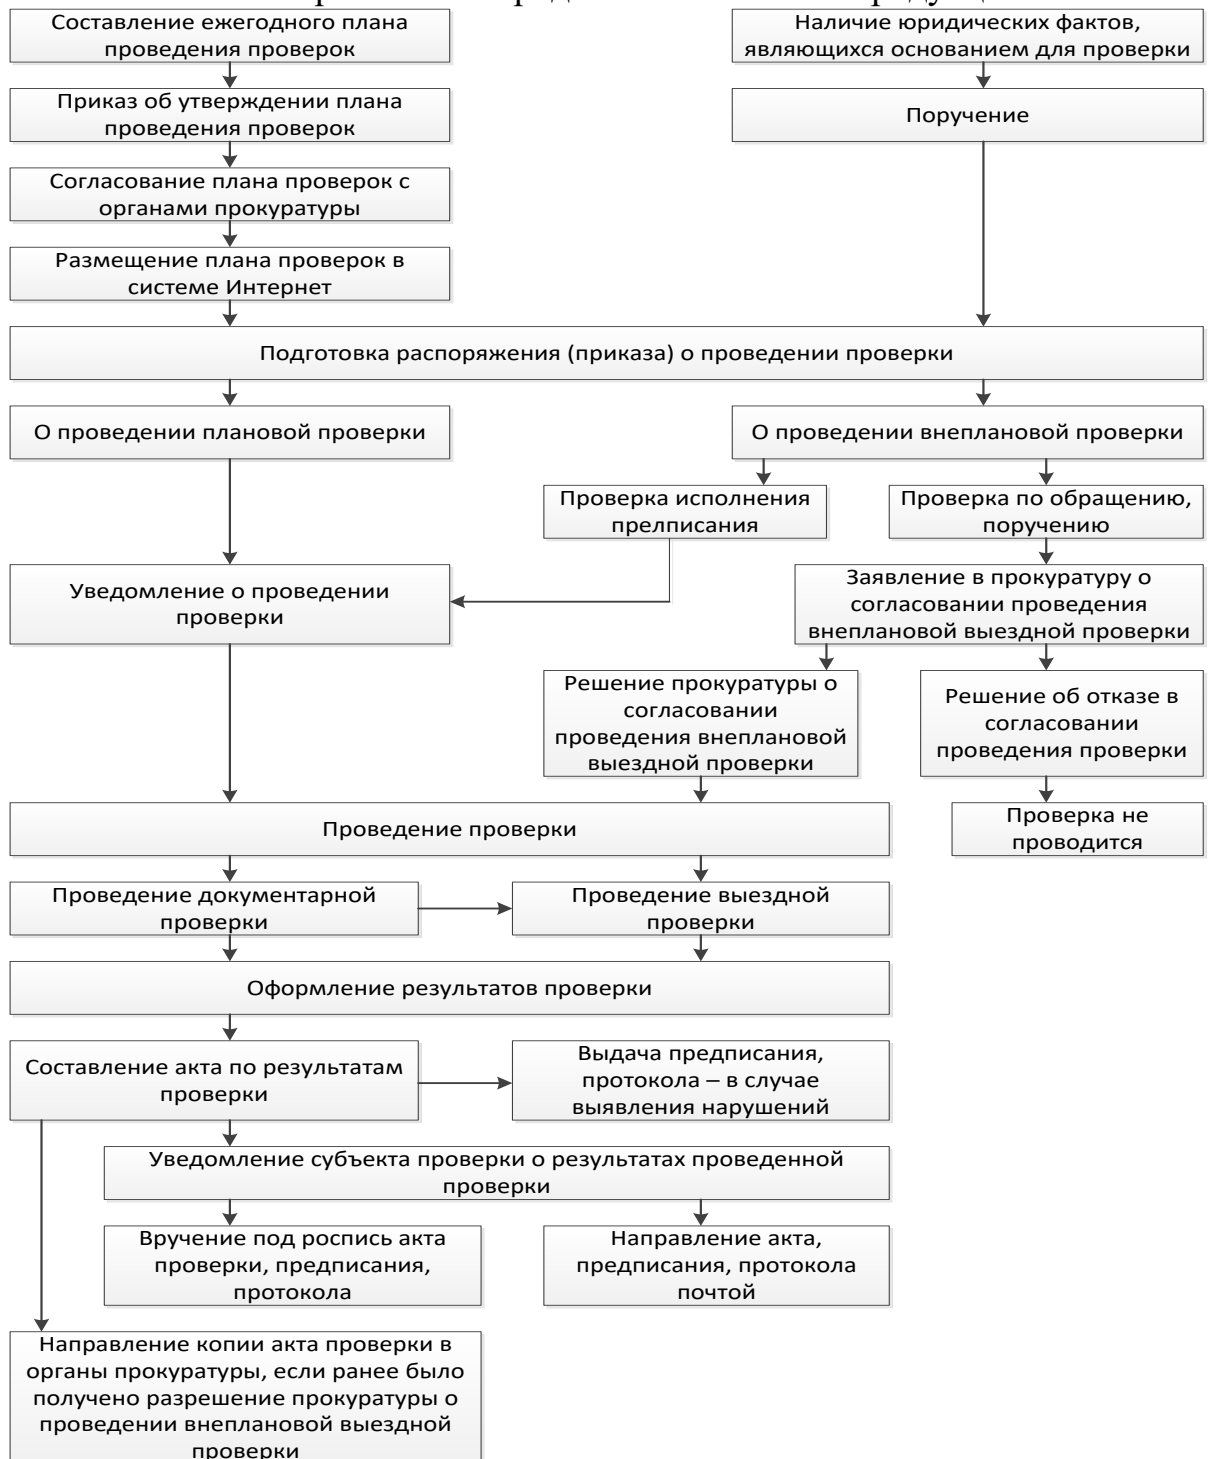 Составление ежегодного плана
проведения проверок
Наличие юридических фактов,
являющихся основанием для проверки
Приказ об утверждении плана
проведения проверок
Поручение
Согласование плана проверок с
органами прокуратуры
Размещение плана проверок в
системе Интернет
Подготовка распоряжения (приказа) о проведении проверки
О проведении плановой проверки
О проведении внеплановой проверки
Проверка исполнения
прелписания
Проверка по обращению,
поручению
Уведомление о проведении
проверки
Заявление в прокуратуру о
согласовании проведения
внеплановой выездной проверки
Решение прокуратуры о
согласовании
проведения внеплановой
выездной проверки
Решение об отказе в
согласовании
проведения проверки
Проведение проверки
Проверка не
проводится
Проведение документарной
проверки
Проведение выездной
проверки
Оформление результатов проверки
Составление акта по результатам
проверки
Выдача предписания,
протокола – в случае
выявления нарушений
Уведомление субъекта проверки о результатах проведенной
проверки
Вручение под роспись акта
проверки, предписания,
протокола
Направление акта,
предписания, протокола
почтой
Направление копии акта проверки в
органы прокуратуры, если ранее было
получено разрешение прокуратуры о
проведении внеплановой выездной
проверки